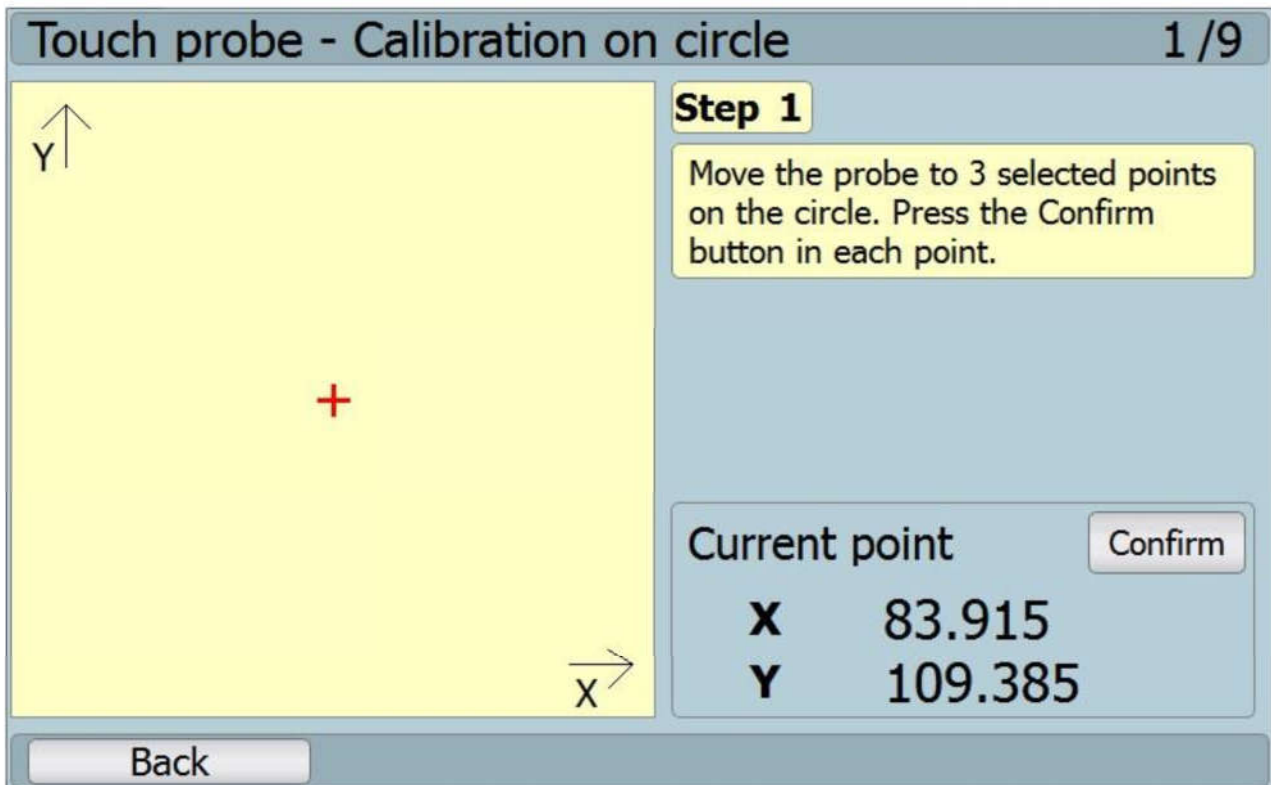 Touch probe - Calibration on circle 1/9
Y
Step 1
Move the probe to 3 selected points
on the circle. Press the Confirm
button in each point.
Current point Confirm
X 83.915
Y 109.385
X
Back